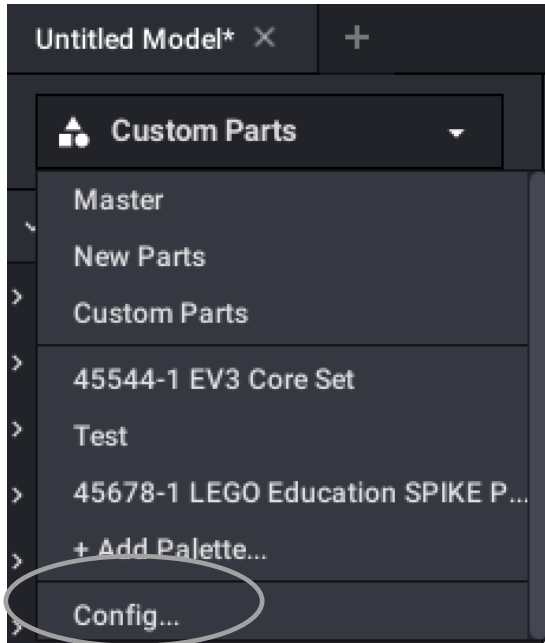 Untitled Model*
Custom Parts
Master
New Parts
Custom Parts
45544-1 EV3 Core Set
Test
45678-1 LEGO Education SPIKE P...
+ Add Palette...
Config...